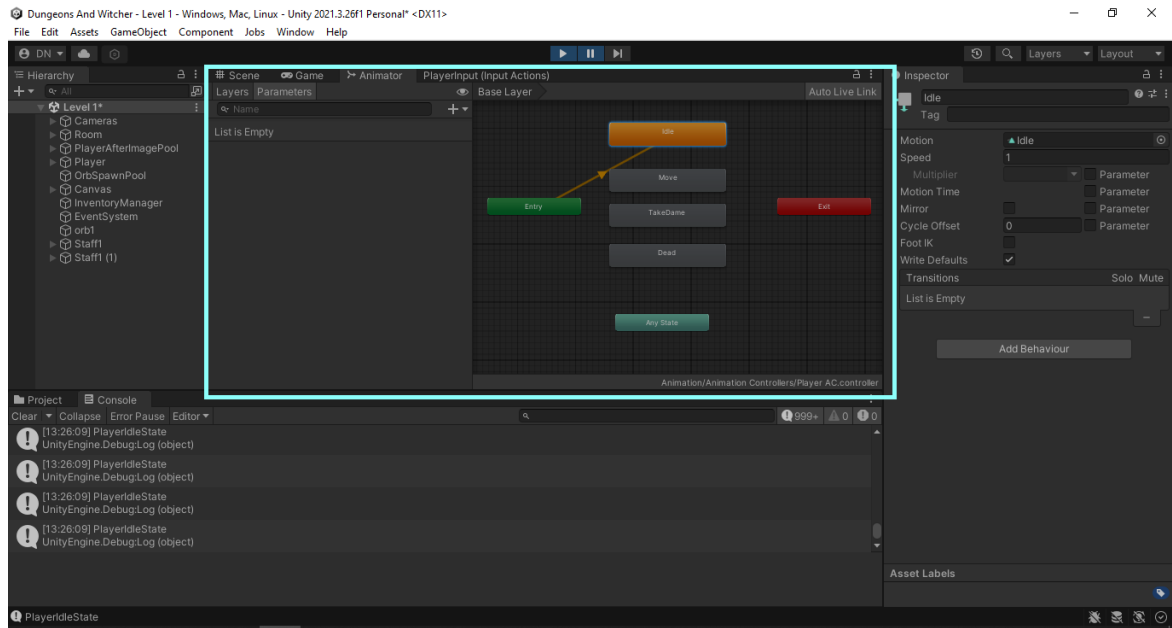 Dungeons And Witcher - Level 1 - Windows, Mac, Linux - Unity 2021.3.26f1 Personal* <DX11>
File Edit Assets GameObject Component Jobs Window Help
DN
Layers Layout
Hierarchy
All
Level 1*
Cameras
Room
PlayerAfterImagePool
Player
OrbSpawnPool
Canvas
InventoryManager
EventSystem
orb1
Staff1
Staff1 (1)
Scene Game Animator PlayerInput (Input Actions)
Layers Parameters Base Layer Auto Live Link
Name
List is Empty
Idle
Move
Entry
TakeDame
Exit
Dead
Any State
Animation/Animation Controllers/Player AC.controller
Inspector
Idle
Tag
Motion Idle
Speed 1
Multiplier Parameter
Motion Time Parameter
Mirror Parameter
Cycle Offset 0 Parameter
Foot IK
Write Defaults
Transitions Solo Mute
List is Empty
Add Behaviour
Project Console
Clear Collapse Error Pause Editor 999+ 0 0
[13:26:09] PlayerIdleState
UnityEngine.Debug:Log (object)
[13:26:09] PlayerIdleState
UnityEngine.Debug:Log (object)
[13:26:09] PlayerIdleState
UnityEngine.Debug:Log (object)
[13:26:09] PlayerIdleState
UnityEngine.Debug:Log (object)
Asset Labels
PlayerIdleState